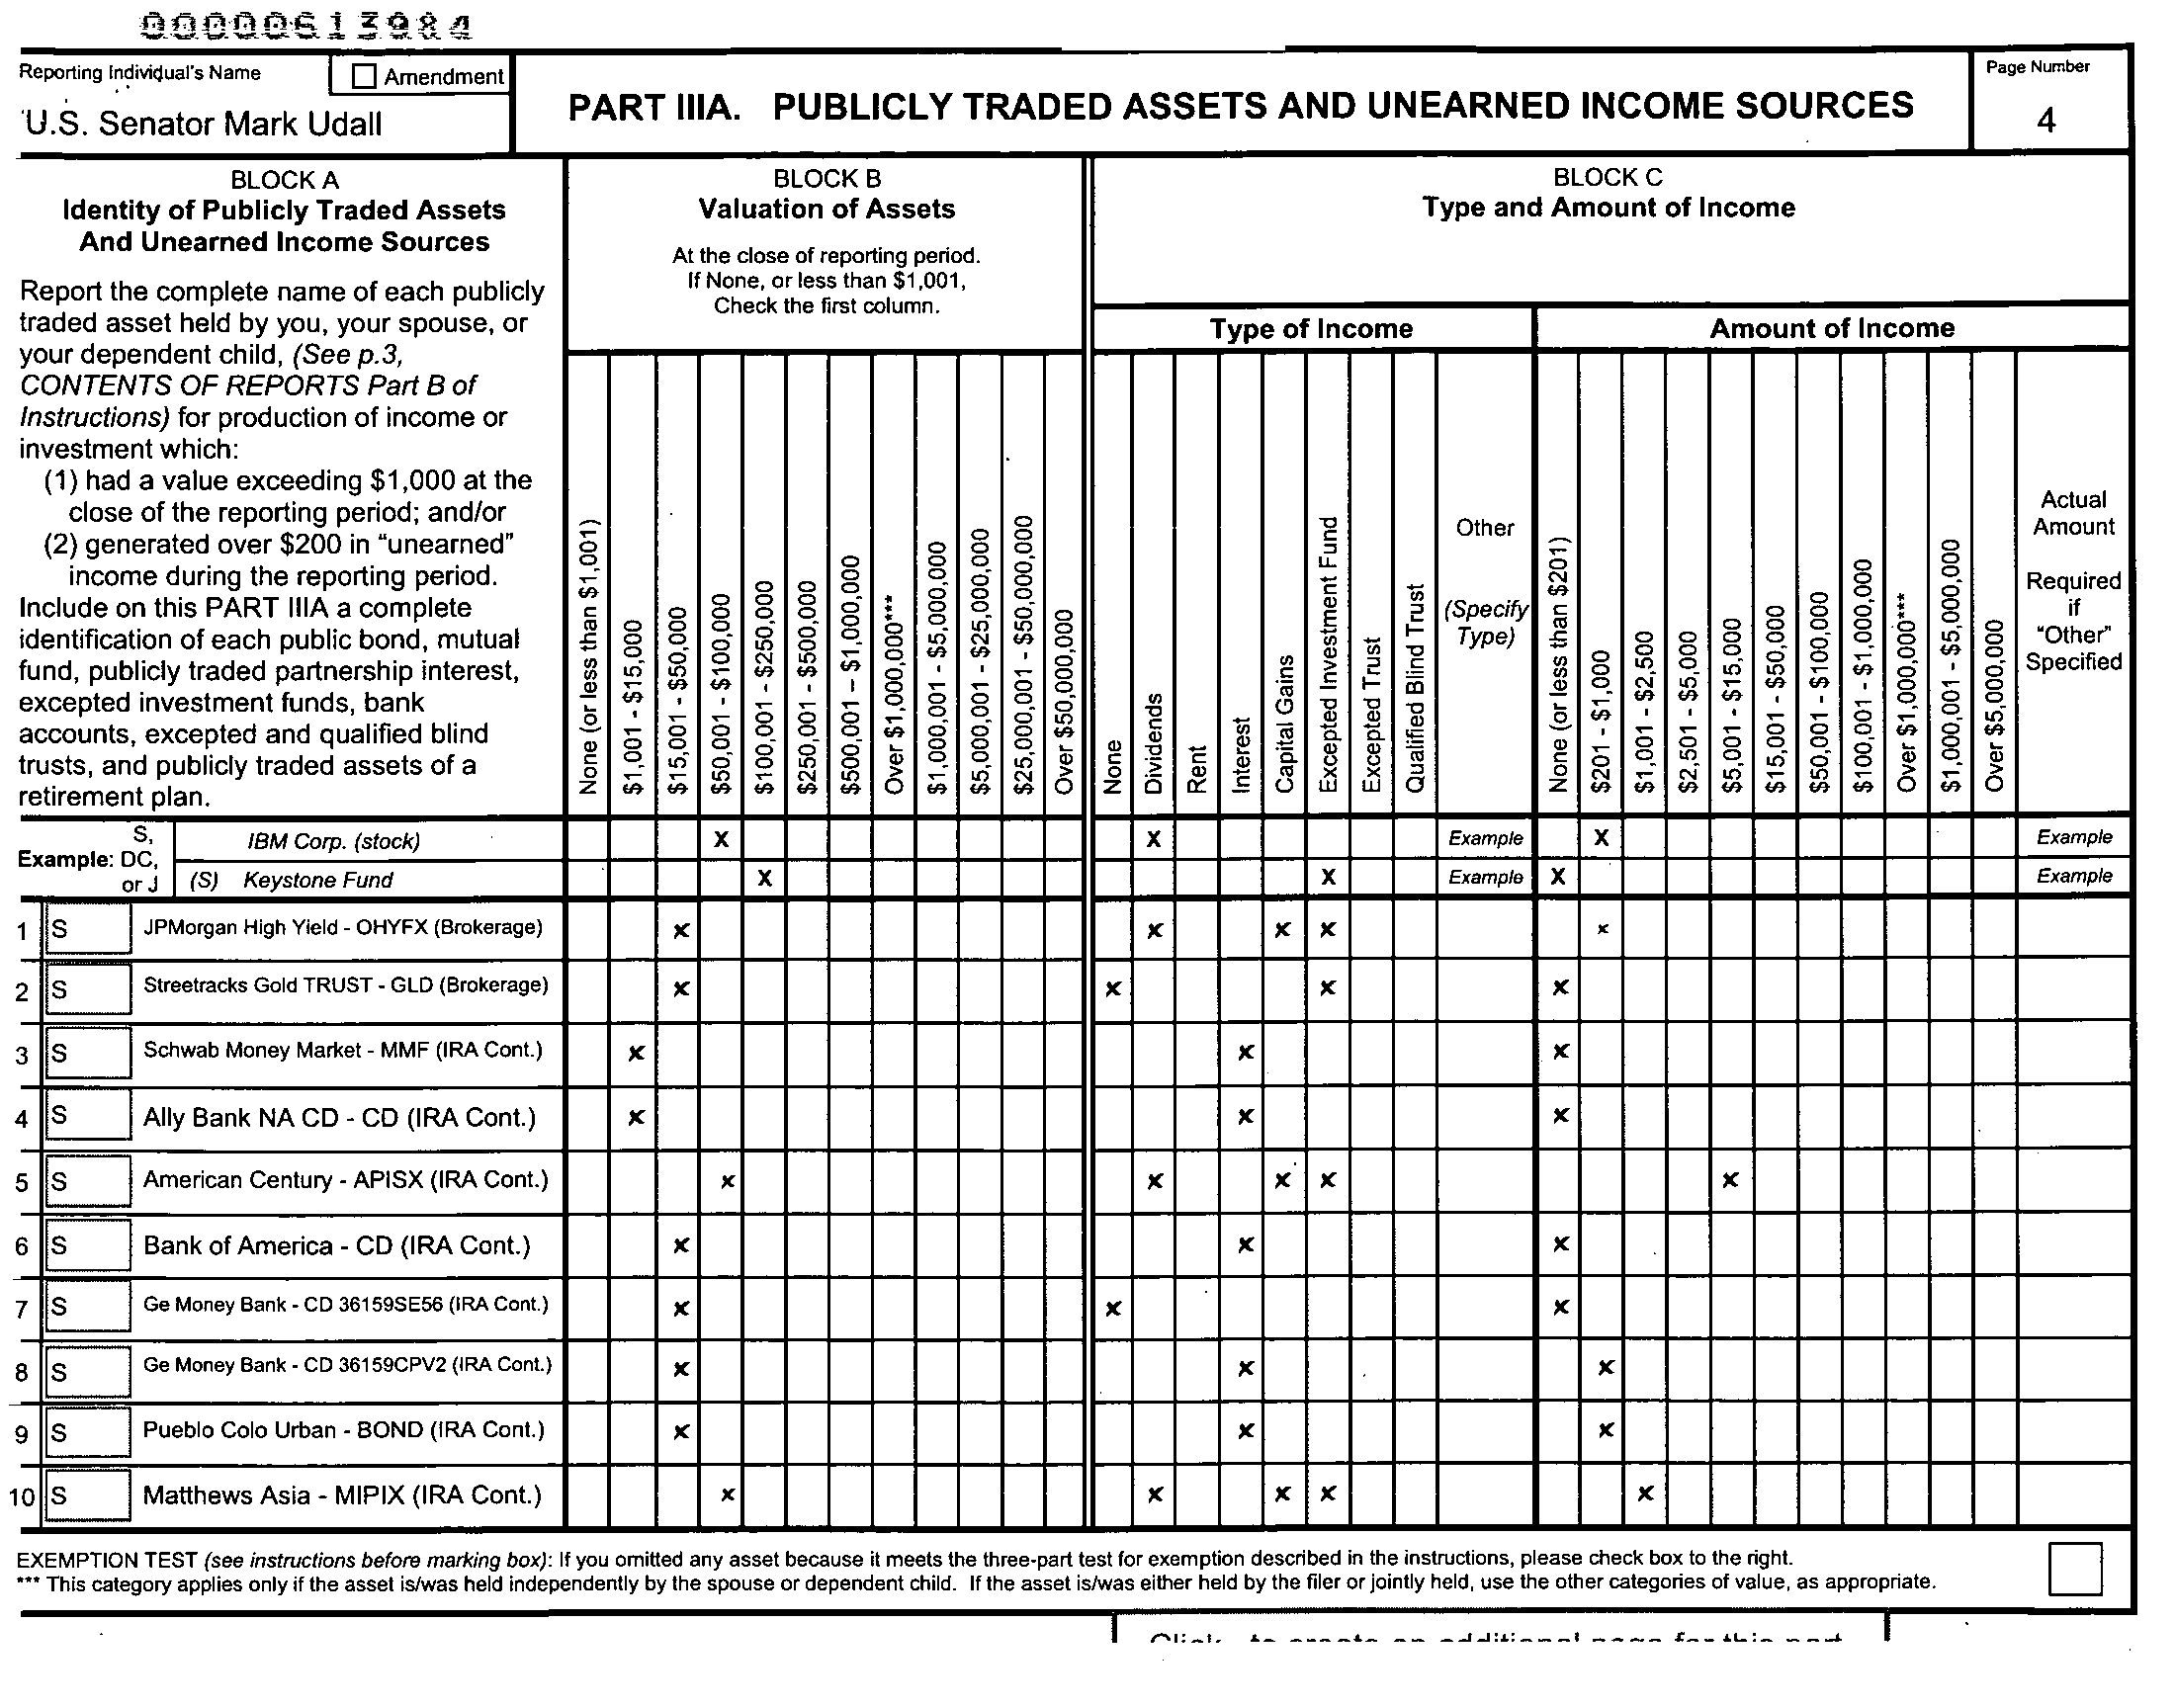 00000613984
Reporting Individual's Name
Amendment
U.S. Senator Mark Udall
PART IIIA. PUBLICLY TRADED ASSETS AND UNEARNED INCOME SOURCES
Page Number
4
BLOCK A
Identity of Publicly Traded Assets
And Unearned Income Sources
Report the complete name of each publicly
traded asset held by you, your spouse, or
your dependent child, (See p.3,
CONTENTS OF REPORTS Part B of
Instructions) for production of income or
investment which:
(1) had a value exceeding $1,000 at the
close of the reporting period; and/or
(2) generated over $200 in “unearned”
income during the reporting period.
Include on this PART IIIA a complete
identification of each public bond, mutual
fund, publicly traded partnership interest,
excepted investment funds, bank
accounts, excepted and qualified blind
trusts, and publicly traded assets of a
retirement plan.
BLOCK B
Valuation of Assets
At the close of reporting period.
If None, or less than $1,001,
Check the first column.
None (or less than $1,001)
$1,001 - $15,000
$15,001 - $50,000
$50,001 - $100,000
$100,001 - $250,000
$250,001 - $500,000
$500,001 – $1,000,000
Over $1,000,000***
$1,000,001 - $5,000,000
$5,000,001 - $25,000,000
$25,000,001 - $50,000,000
Over $50,000,000
BLOCK C
Type and Amount of Income
Type of Income
None
Dividends
Rent
Interest
Capital Gains
Excepted Investment Fund
Excepted Trust
Qualified Blind Trust
Other
(Specify
Type)
Amount of Income
None (or less than $201)
$201 - $1,000
$1,001 - $2,500
$2,501 - $5,000
$5,001 - $15,000
$15,001 - $50,000
$50,001 - $100,000
$100,001 - $1,000,000
Over $1,000,000***
$1,000,001 - $5,000,000
Over $5,000,000
Actual
Amount
Required
if
“Other”
Specified
Example: S, DC, or J
IBM Corp. (stock) X X Example X Example
(S) Keystone Fund X X Example X Example
1 S JPMorgan High Yield - OHYFX (Brokerage) x x x x x
2 S Streetracks Gold TRUST - GLD (Brokerage) x x x x
3 S Schwab Money Market - MMF (IRA Cont.) x x x
4 S Ally Bank NA CD - CD (IRA Cont.) x x x
5 S American Century - APISX (IRA Cont.) x x x x x
6 S Bank of America - CD (IRA Cont.) x x x
7 S Ge Money Bank - CD 36159SE56 (IRA Cont.) x x x
8 S Ge Money Bank - CD 36159CPV2 (IRA Cont.) x x x
9 S Pueblo Colo Urban - BOND (IRA Cont.) x x x
10 S Matthews Asia - MIPIX (IRA Cont.) x x x x x
EXEMPTION TEST (see instructions before marking box): If you omitted any asset because it meets the three-part test for exemption described in the instructions, please check box to the right.
*** This category applies only if the asset is/was held independently by the spouse or dependent child. If the asset is/was either held by the filer or jointly held, use the other categories of value, as appropriate.
to create an additional page for this part